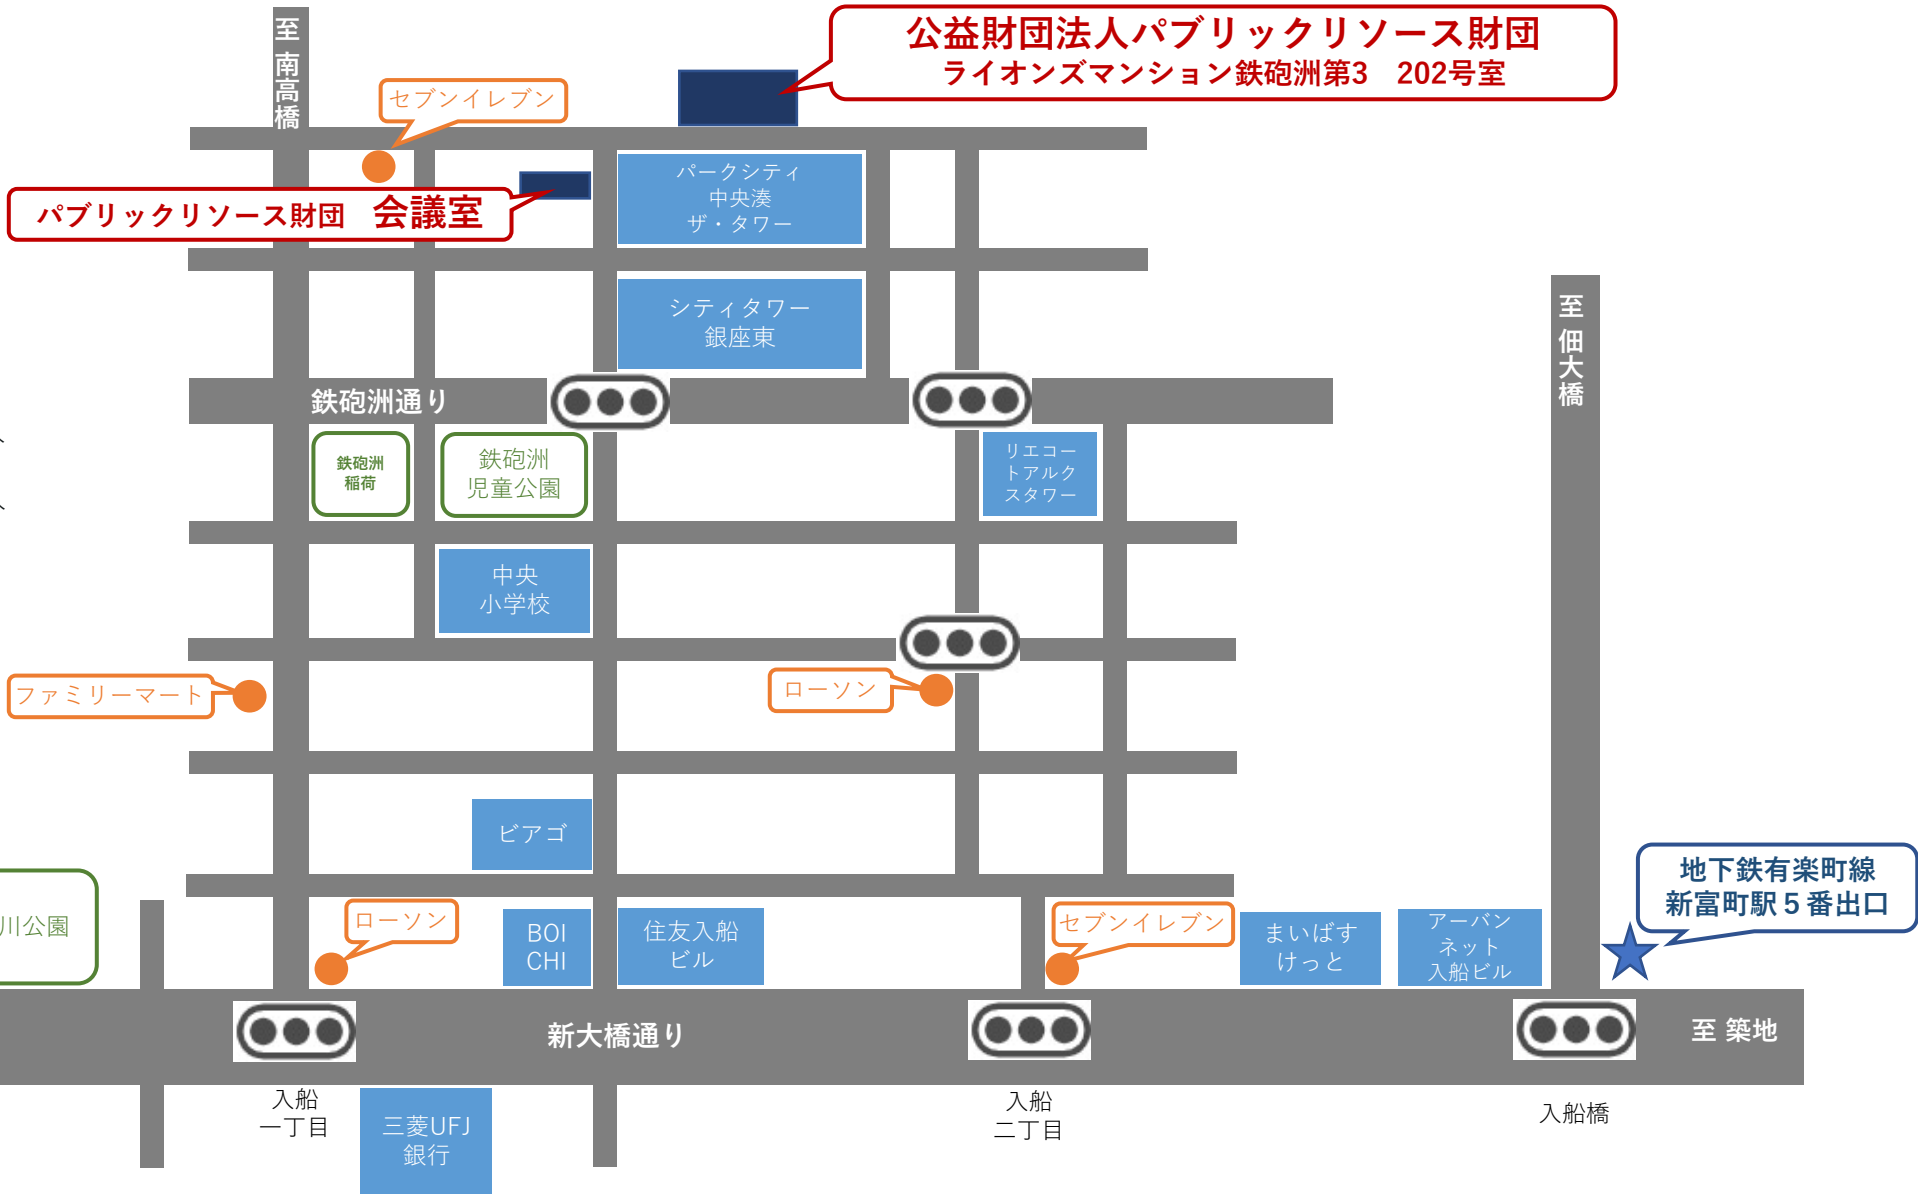 至 南高橋
公益財団法人パブリックリソース財団
ライオンズマンション鉄砲洲第3　202号室
セブンイレブン
パークシティ
中央湊
ザ・タワー
パブリックリソース財団　会議室
シティタワー
銀座東
至 佃大橋
鉄砲洲通り
鉄砲洲
稲荷
鉄砲洲
児童公園
リエコー
トアルク
スタワー
中央
小学校
ファミリーマート
ローソン
ビアゴ
地下鉄有楽町線
新富町駅５番出口
川公園
ローソン
BOI
CHI
住友入船
ビル
セブンイレブン
まいばす
けっと
アーバン
ネット
入船ビル
新大橋通り
至 築地
入船
一丁目
三菱UFJ
銀行
入船
二丁目
入船橋